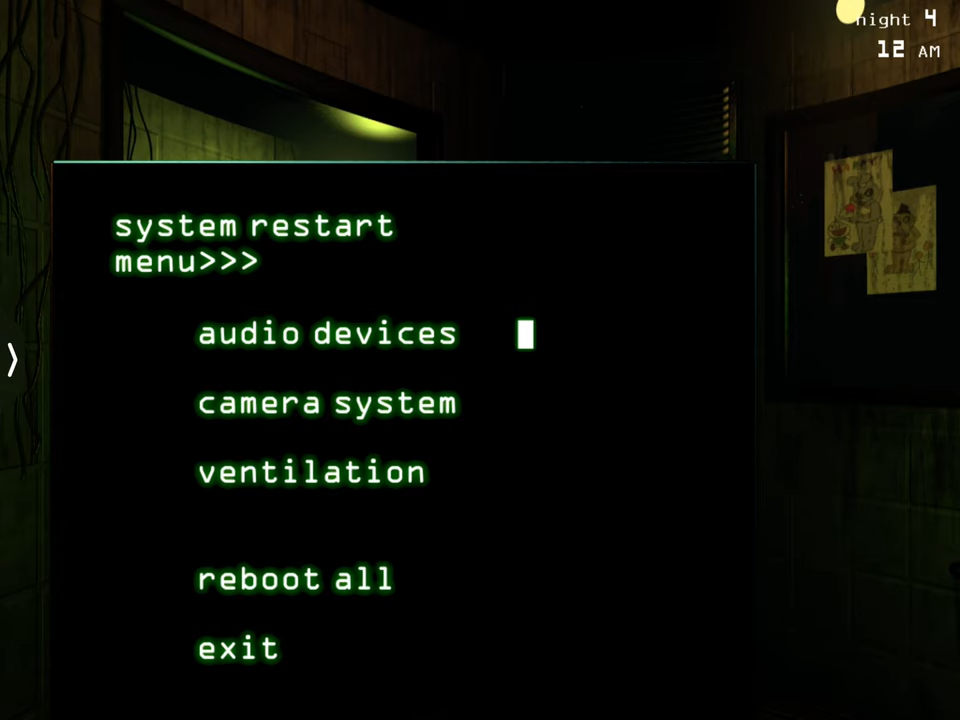 night 4
12 AM
system restart
menu>>>
audio devices
camera system
ventilation
reboot all
exit